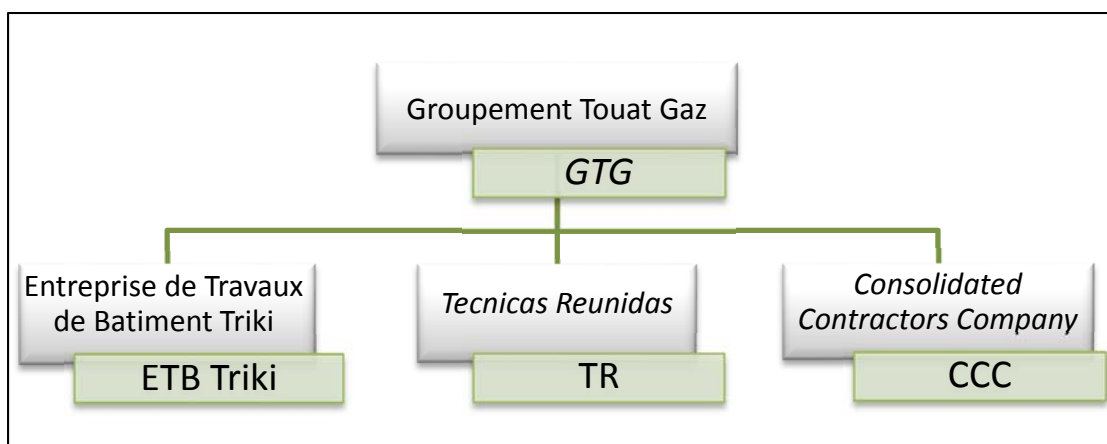 Groupement Touat Gaz
GTG
Entreprise de Travaux
de Batiment Triki
ETB Triki
Tecnicas Reunidas
TR
Consolidated
Contractors Company
CCC